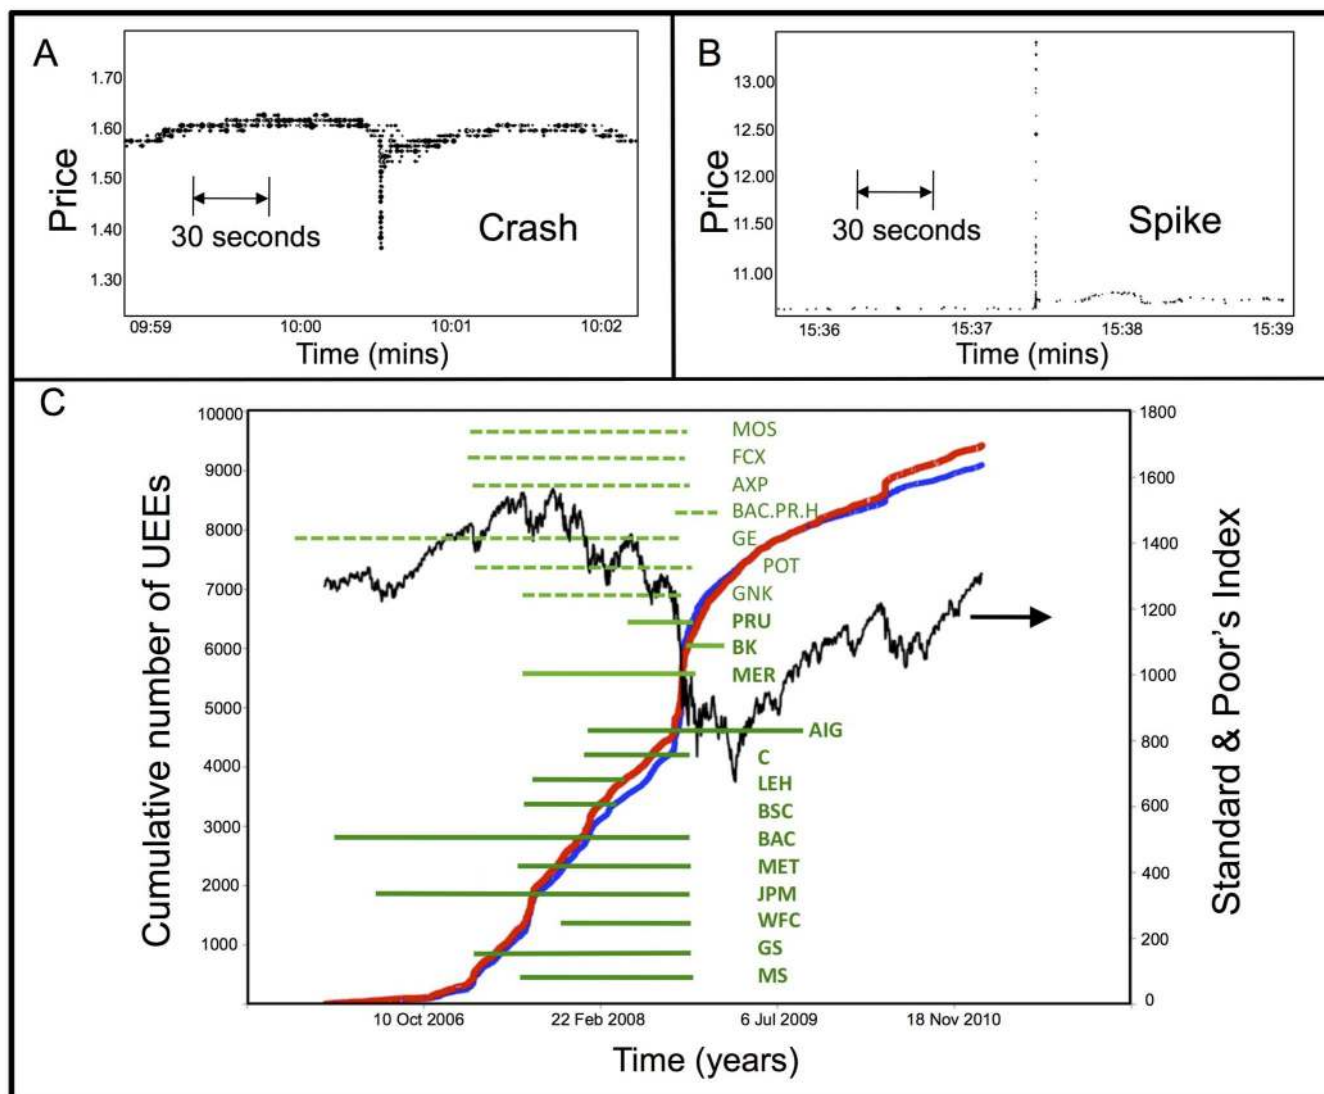 A
1.70
1.60
1.50
1.40
1.30
Price
30 seconds
Crash
09:59 10:00 10:01 10:02
Time (mins)
B
13.00
12.50
12.00
11.50
11.00
Price
30 seconds
Spike
15:36 15:37 15:38 15:39
Time (mins)
C
Cumulative number of UEEs
10000
9000
8000
7000
6000
5000
4000
3000
2000
1000
MOS
FCX
AXP
BAC.PR.H
GE
POT
GNK
PRU
BK
MER
AIG
C
LEH
BSC
BAC
MET
JPM
WFC
GS
MS
1800
1600
1400
1200
1000
800
600
400
200
0
Standard & Poor's Index
10 Oct 2006 22 Feb 2008 6 Jul 2009 18 Nov 2010
Time (years)